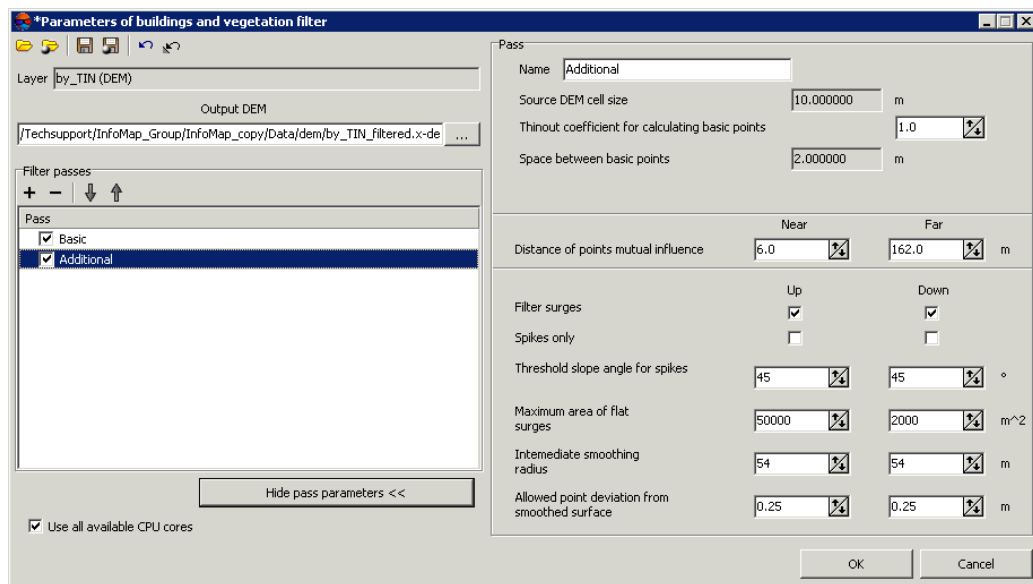 *Parameters of buildings and vegetation filter
Layer by_TIN (DEM)
Output DEM
/Techsupport/InfoMap_Group/InfoMap_copy/Data/dem/by_TIN_filtered.x-de ...
Filter passes
Pass
Basic
Additional
Hide pass parameters <<
Use all available CPU cores
Pass
Name Additional
Source DEM cell size 10.000000 m
Thinout coefficient for calculating basic points 1.0
Space between basic points 2.000000 m
Near Far
Distance of points mutual influence 6.0 162.0 m
Up Down
Filter surges
Spikes only
Threshold slope angle for spikes 45 45 °
Maximum area of flat
surges 50000 2000 m^2
Intemediate smoothing
radius 54 54 m
Allowed point deviation from
smoothed surface 0.25 0.25 m
OK Cancel